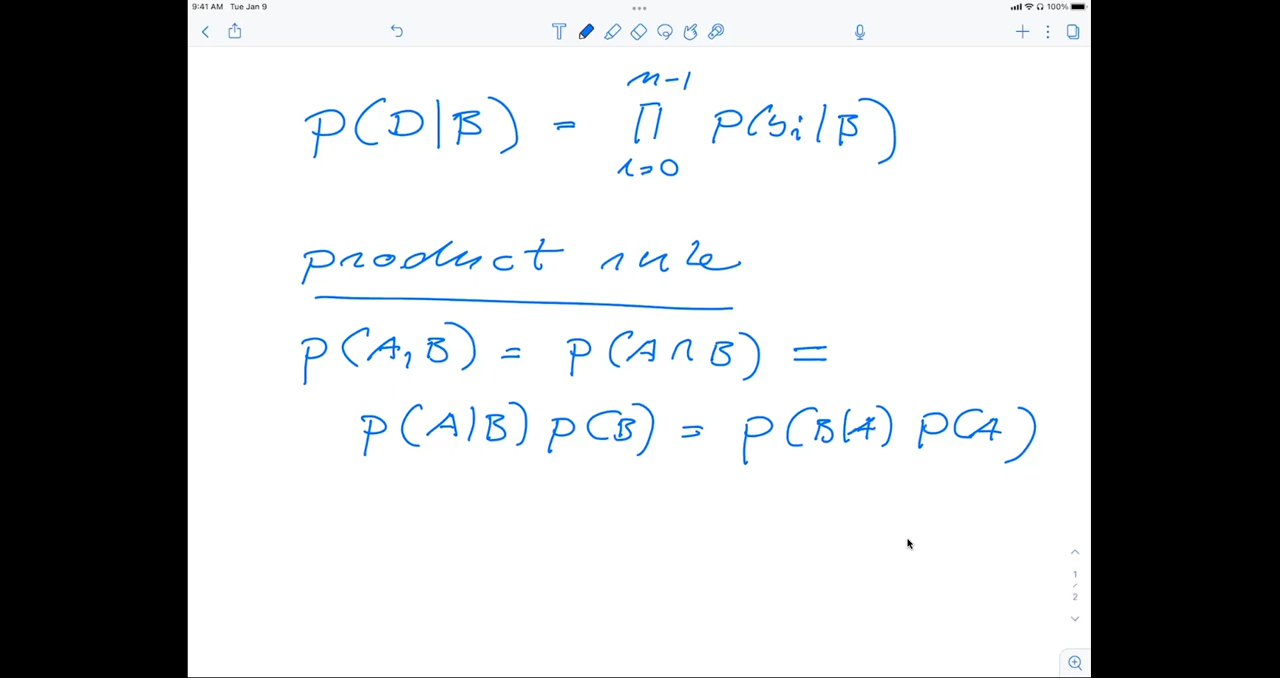 9:41 AM Tue Jan 9
100%
P(D|B) = ∏ P(yi|B)
n-1
i=0
product rule
P(A,B) = P(A∩B) =
P(A|B) P(B) = P(B|A) P(A)
1
/
2